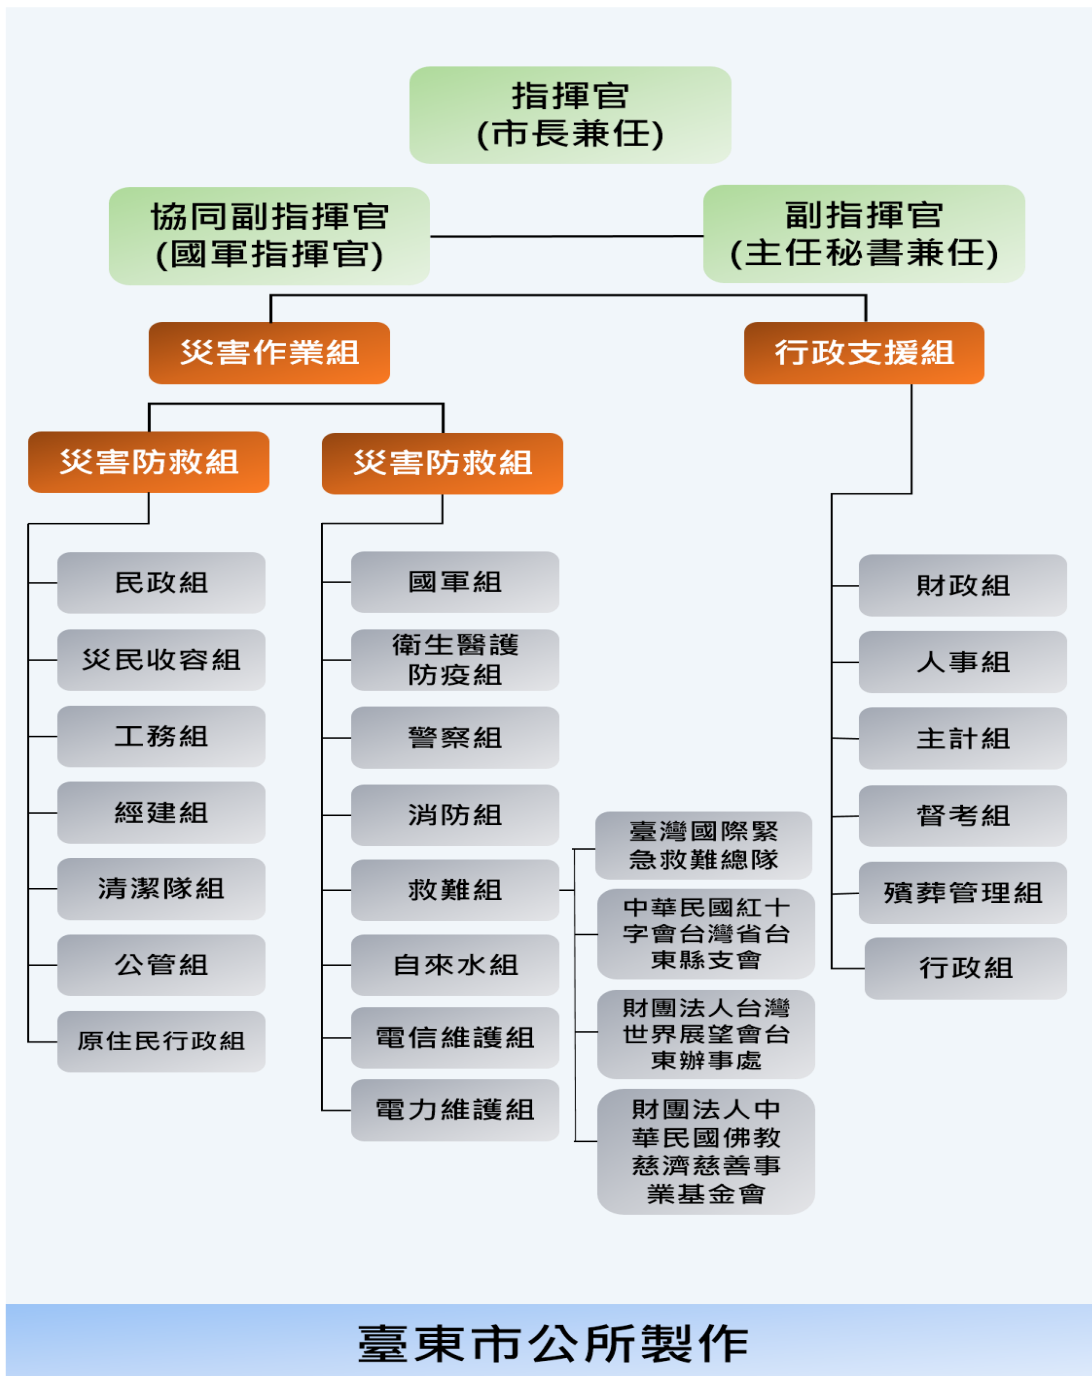 指揮官
(市長兼任)
協同副指揮官
(國軍指揮官)
副指揮官
(主任秘書兼任)
災害作業組
行政支援組
災害防救組
災害防救組
民政組
災民收容組
工務組
經建組
清潔隊組
公管組
原住民行政組
國軍組
衛生醫護
防疫組
警察組
消防組
救難組
自來水組
電信維護組
電力維護組
臺灣國際緊
急救難總隊
中華民國紅十
字會台灣省台
東縣支會
財團法人台灣
世界展望會台
東辦事處
財團法人中
華民國佛教
慈濟慈善事
業基金會
財政組
人事組
主計組
督考組
殯葬管理組
行政組
臺東市公所製作